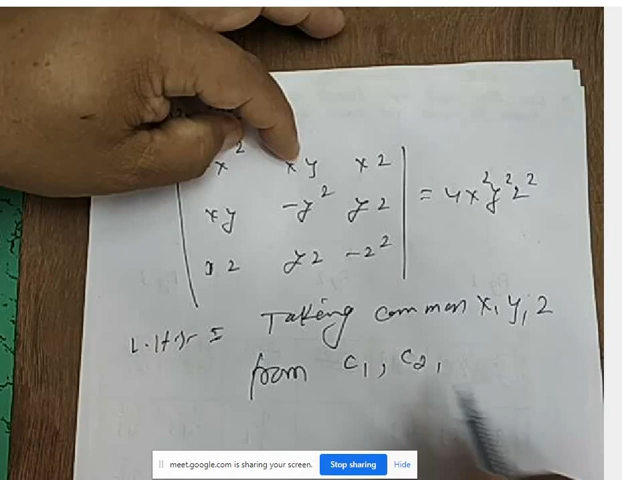 x² xy xz
xy -y² yz = 4x²y²z²
xz yz -z²
L.H.S = Taking common x, y, z
from C₁, C₂,
meet.google.com is sharing your screen. Stop sharing Hide